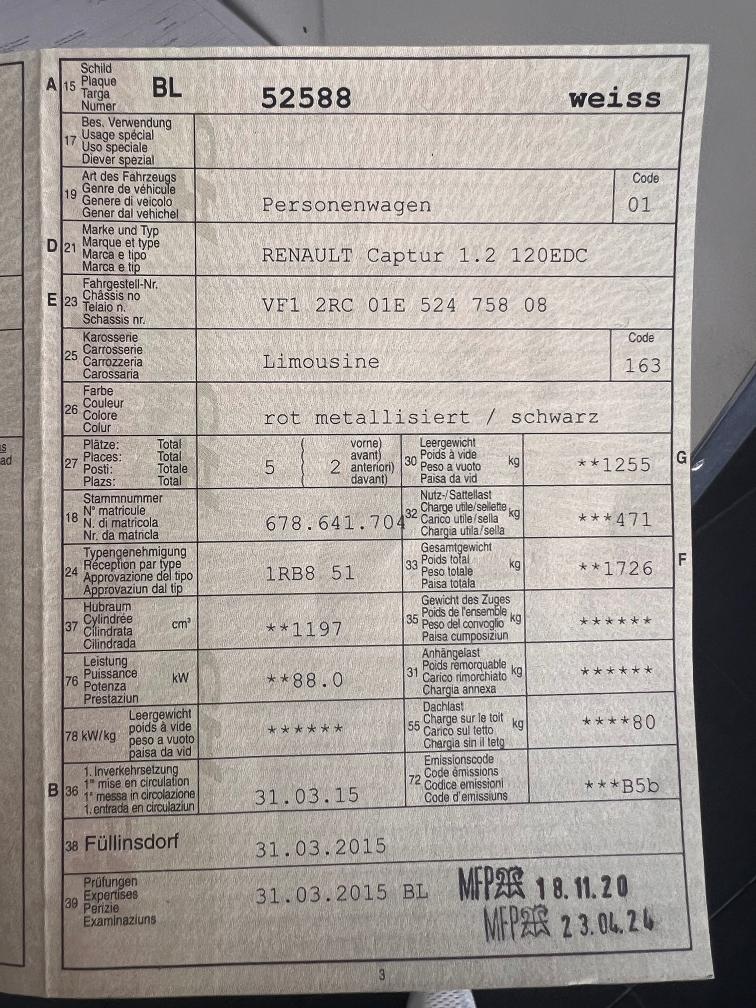 A 15 Schild Plaque Targa Numer BL 52588 weiss
17 Bes. Verwendung Usage spécial Uso speciale Diever spezial
19 Art des Fahrzeugs Genre de véhicule Genere di veicolo Gener dal vehichel Personenwagen Code 01
D 21 Marke und Typ Marque et type Marca e tipo Marca e tip RENAULT Captur 1.2 120EDC
E 23 Fahrgestell-Nr. Châssis no Telaio n. Schassis nr. VF1 2RC 01E 524 758 08
25 Karosserie Carrosserie Carrozzeria Carossaria Limousine Code 163
26 Farbe Couleur Colore Colur rot metallisiert / schwarz
27 Plätze: Total Places: Total Posti: Totale Plazs: Total 5 2 vorne) avant) anteriori) davant)
30 Leergewicht Poids à vide Peso a vuoto Paisa da vid kg **1255 G
18 Stammnummer N° matricule N. di matricola Nr. da matricla 678.641.704
32 Nutz-/Sattellast Charge utile/sellette Carico utile/sella Chargia utila/sella kg ***471
24 Typengenehmigung Réception par type Approvazione del tipo Approvaziun dal tip 1RB8 51
33 Gesamtgewicht Poids total Peso totale Paisa totala kg **1726 F
37 Hubraum Cylindrée Cilindrata Cilindrada cm³ **1197
35 Gewicht des Zuges Poids de l'ensemble Peso del convoglio Paisa cumposiziun kg ******
76 Leistung Puissance Potenza Prestaziun kW **88.0
31 Anhängelast Poids remorquable Carico rimorchiato Chargia annexa kg ******
78 kW/kg Leergewicht poids à vide peso a vuoto paisa da vid ******
55 Dachlast Charge sur le toit Carico sul tetto Chargia sin il tetg kg ****80
B 36 1. Inverkehrsetzung 1re mise en circulation 1a messa in circolazione 1. entrada en circulaziun 31.03.15
72 Emissionscode Code émissions Codice emissioni Code d'emissiuns ***B5b
38 Füllinsdorf 31.03.2015
39 Prüfungen Expertises Perizie Examinaziuns 31.03.2015 BL MFP 18.11.20
MFP 23.04.24
3